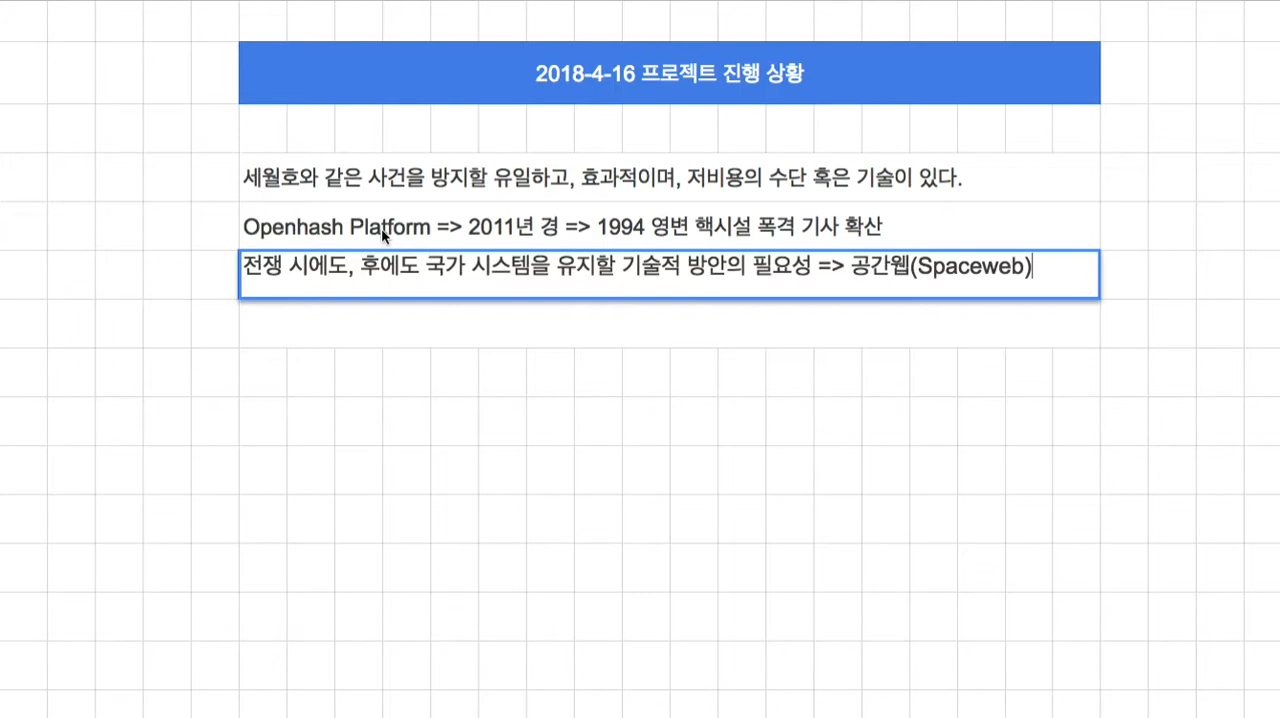 2018-4-16 프로젝트 진행 상황
세월호와 같은 사건을 방지할 유일하고, 효과적이며, 저비용의 수단 혹은 기술이 있다.
Openhash Platform => 2011년 경 => 1994 영변 핵시설 폭격 기사 확산
전쟁 시에도, 후에도 국가 시스템을 유지할 기술적 방안의 필요성 => 공간웹(Spaceweb)